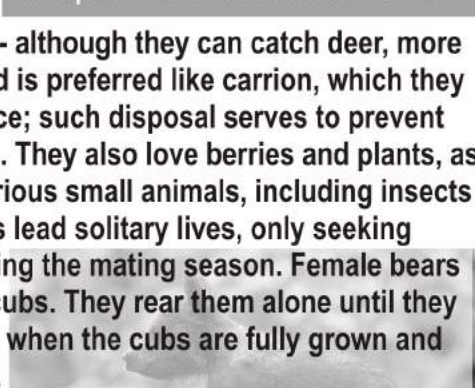 - although they can catch deer, more
d is preferred like carrion, which they
ce; such disposal serves to prevent
. They also love berries and plants, as
rious small animals, including insects
s lead solitary lives, only seeking
ing the mating season. Female bears
cubs. They rear them alone until they
when the cubs are fully grown and